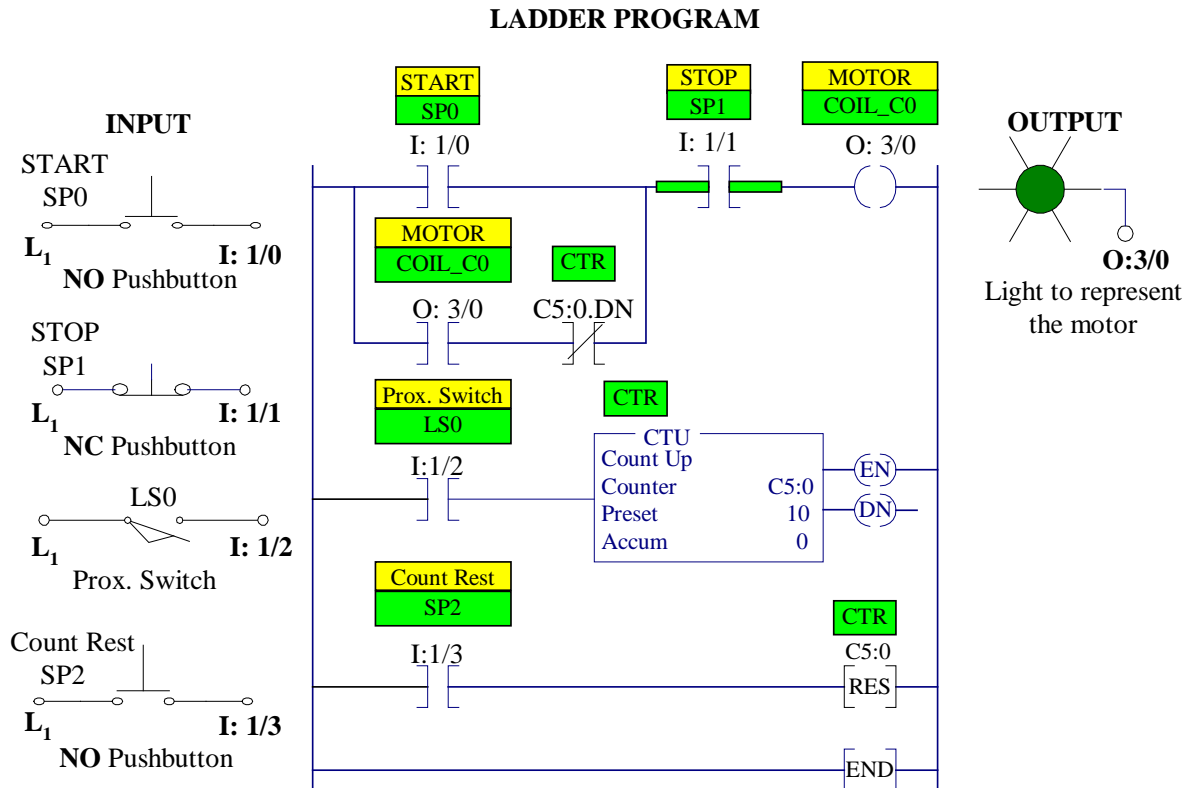 LADDER PROGRAM
INPUT
START
SP0
L1
I: 1/0
NO Pushbutton
STOP
SP1
L1
I: 1/1
NC Pushbutton
LS0
L1
I: 1/2
Prox. Switch
Count Rest
SP2
L1
I: 1/3
NO Pushbutton
START
SP0
I: 1/0
STOP
SP1
I: 1/1
MOTOR
COIL_C0
O: 3/0
MOTOR
COIL_C0
O: 3/0
CTR
C5:0.DN
Prox. Switch
LS0
I:1/2
CTR
CTU
Count Up
Counter C5:0
Preset 10
Accum 0
EN
DN
Count Rest
SP2
I:1/3
CTR
C5:0
RES
END
OUTPUT
O:3/0
Light to represent
the motor